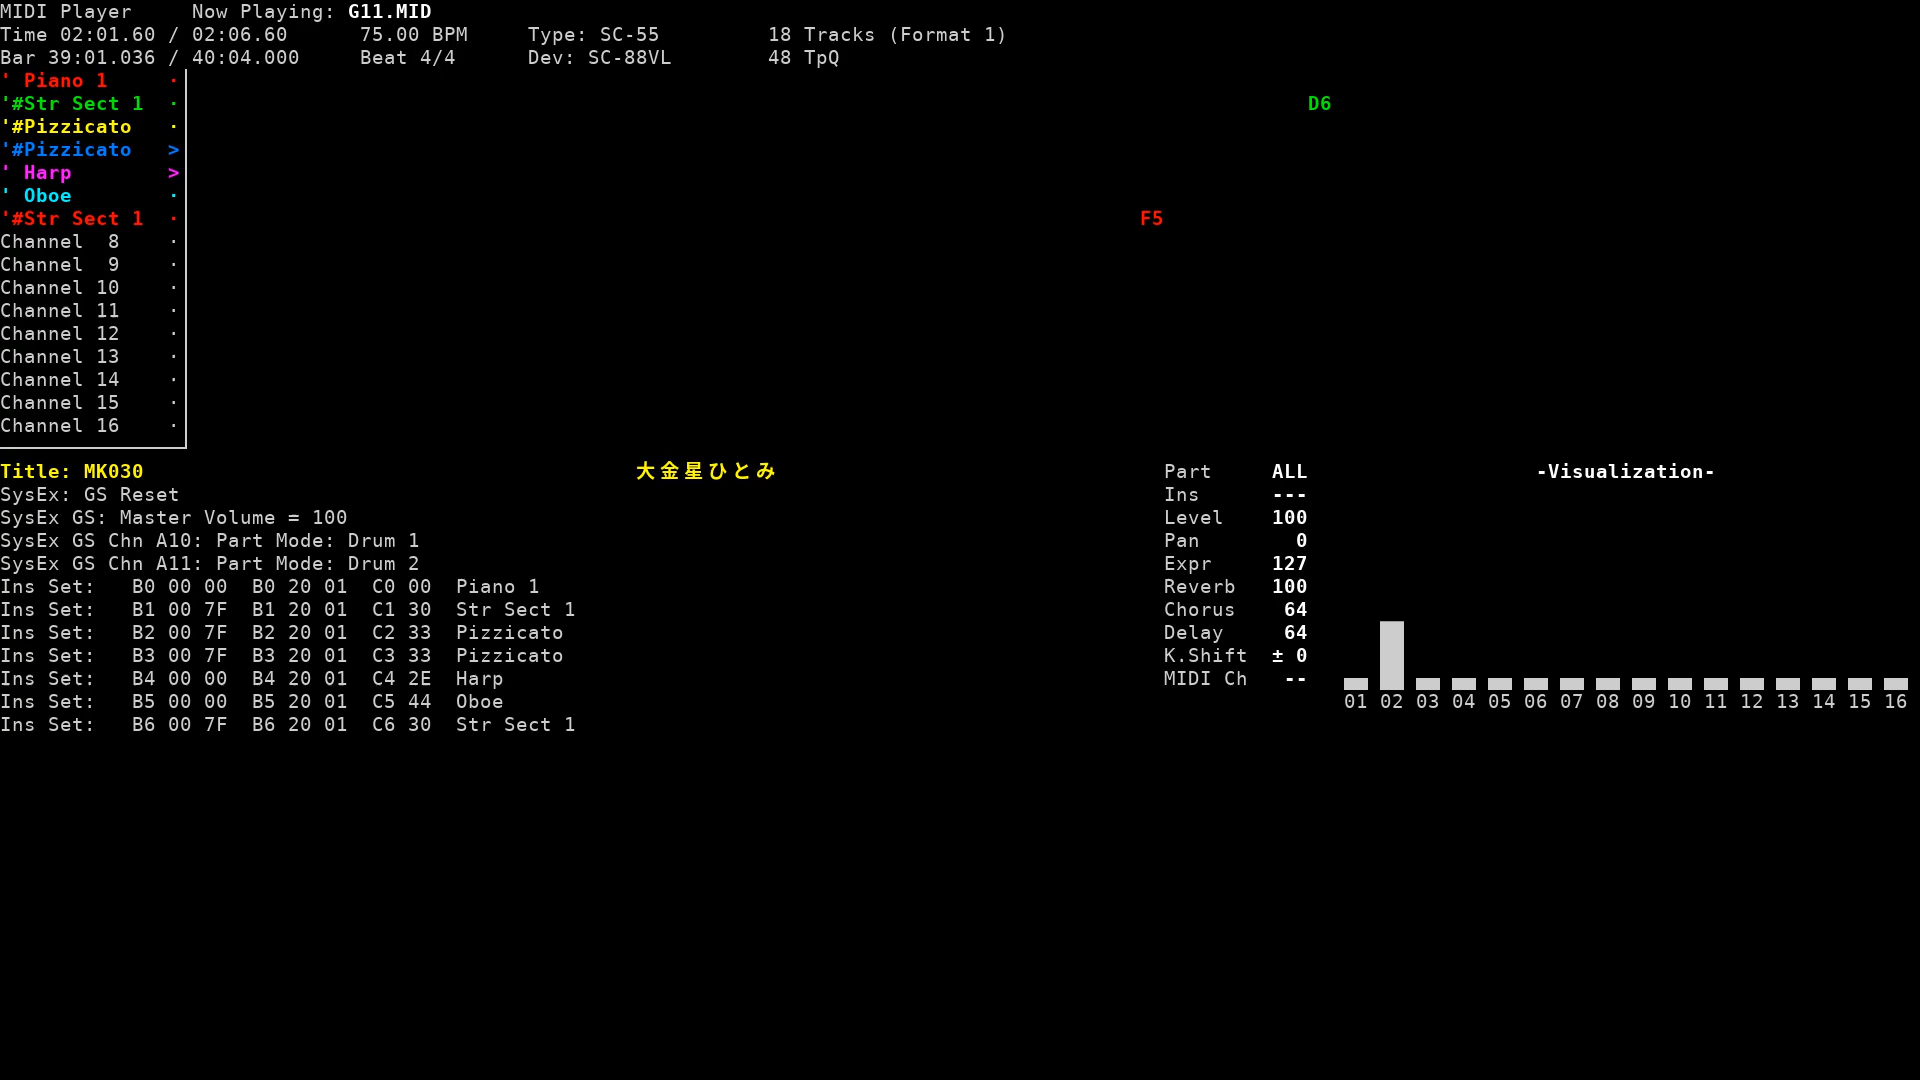 MIDI Player     Now Playing: G11.MID
Time 02:01.60 / 02:06.60      75.00 BPM     Type: SC-55         18 Tracks (Format 1)
Bar 39:01.036 / 40:04.000     Beat 4/4      Dev: SC-88VL        48 TpQ
' Piano 1     ·
'#Str Sect 1  ·     D6
'#Pizzicato   ·
'#Pizzicato   >
' Harp        >
' Oboe        ·
'#Str Sect 1  ·     F5
Channel  8    ·
Channel  9    ·
Channel 10    ·
Channel 11    ·
Channel 12    ·
Channel 13    ·
Channel 14    ·
Channel 15    ·
Channel 16    ·
Title: MK030     大金星ひとみ     Part     ALL     -Visualization-
SysEx: GS Reset     Ins      ---
SysEx GS: Master Volume = 100     Level    100
SysEx GS Chn A10: Part Mode: Drum 1     Pan        0
SysEx GS Chn A11: Part Mode: Drum 2     Expr     127
Ins Set:   B0 00 00  B0 20 01  C0 00  Piano 1     Reverb   100
Ins Set:   B1 00 7F  B1 20 01  C1 30  Str Sect 1     Chorus    64
Ins Set:   B2 00 7F  B2 20 01  C2 33  Pizzicato     Delay     64
Ins Set:   B3 00 7F  B3 20 01  C3 33  Pizzicato     K.Shift  ± 0
Ins Set:   B4 00 00  B4 20 01  C4 2E  Harp     MIDI Ch   --
Ins Set:   B5 00 00  B5 20 01  C5 44  Oboe     01 02 03 04 05 06 07 08 09 10 11 12 13 14 15 16
Ins Set:   B6 00 7F  B6 20 01  C6 30  Str Sect 1